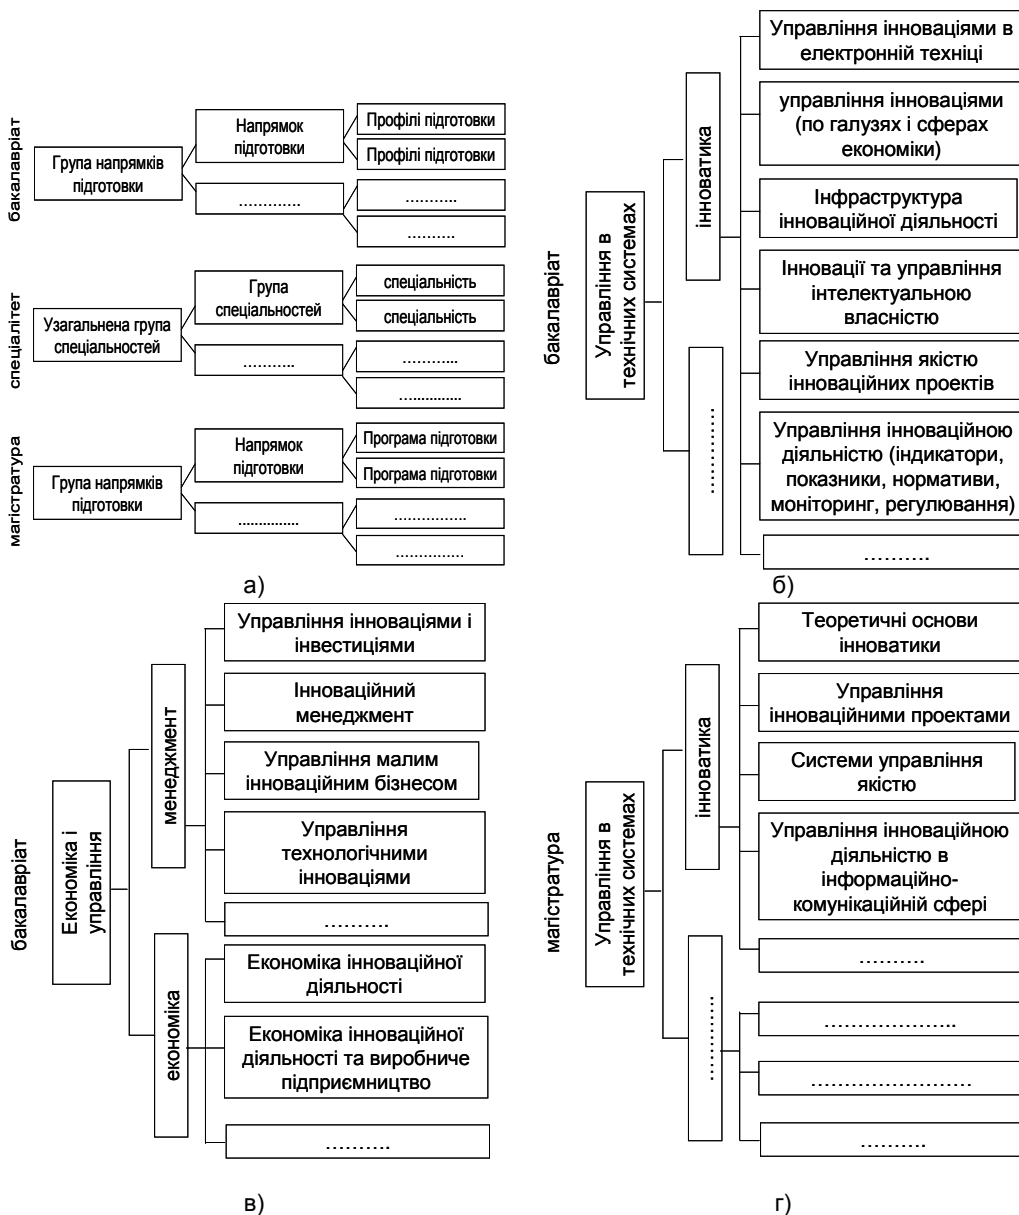 бакалавріат
Група напрямків
підготовки
Напрямок
підготовки
Профілі підготовки
Профілі підготовки
.............
..........
..........
спеціалітет
Узагальнена група
спеціальностей
Група
спеціальностей
спеціальність
спеціальність
...........
...........
...............
магістратура
Група напрямків
підготовки
Напрямок
підготовки
Програма підготовки
Програма підготовки
...............
...............
...............
а)
бакалавріат
Управління в
технічних системах
інноватика
Управління інноваціями в
електронній техніці
управління інноваціями
(по галузях і сферах
економіки)
Інфраструктура
інноваційної діяльності
Інновації та управління
інтелектуальною
власністю
Управління якістю
інноваційних проектів
Управління інноваційною
діяльністю (індикатори,
показники, нормативи,
моніторинг, регулювання)
..........
...............
б)
бакалавріат
Економіка і
управління
менеджмент
Управління інноваціями і
інвестиціями
Інноваційний
менеджмент
Управління малим
інноваційним бізнесом
Управління
технологічними
інноваціями
..........
економіка
Економіка інноваційної
діяльності
Економіка інноваційної
діяльності та виробниче
підприємництво
..........
в)
магістратура
Управління в
технічних системах
інноватика
Теоретичні основи
інноватики
Управління
інноваційними проектами
Системи управління
якістю
Управління інноваційною
діяльністю в
інформаційно-
комунікаційній сфері
..........
...............
....................
......................
..........
г)